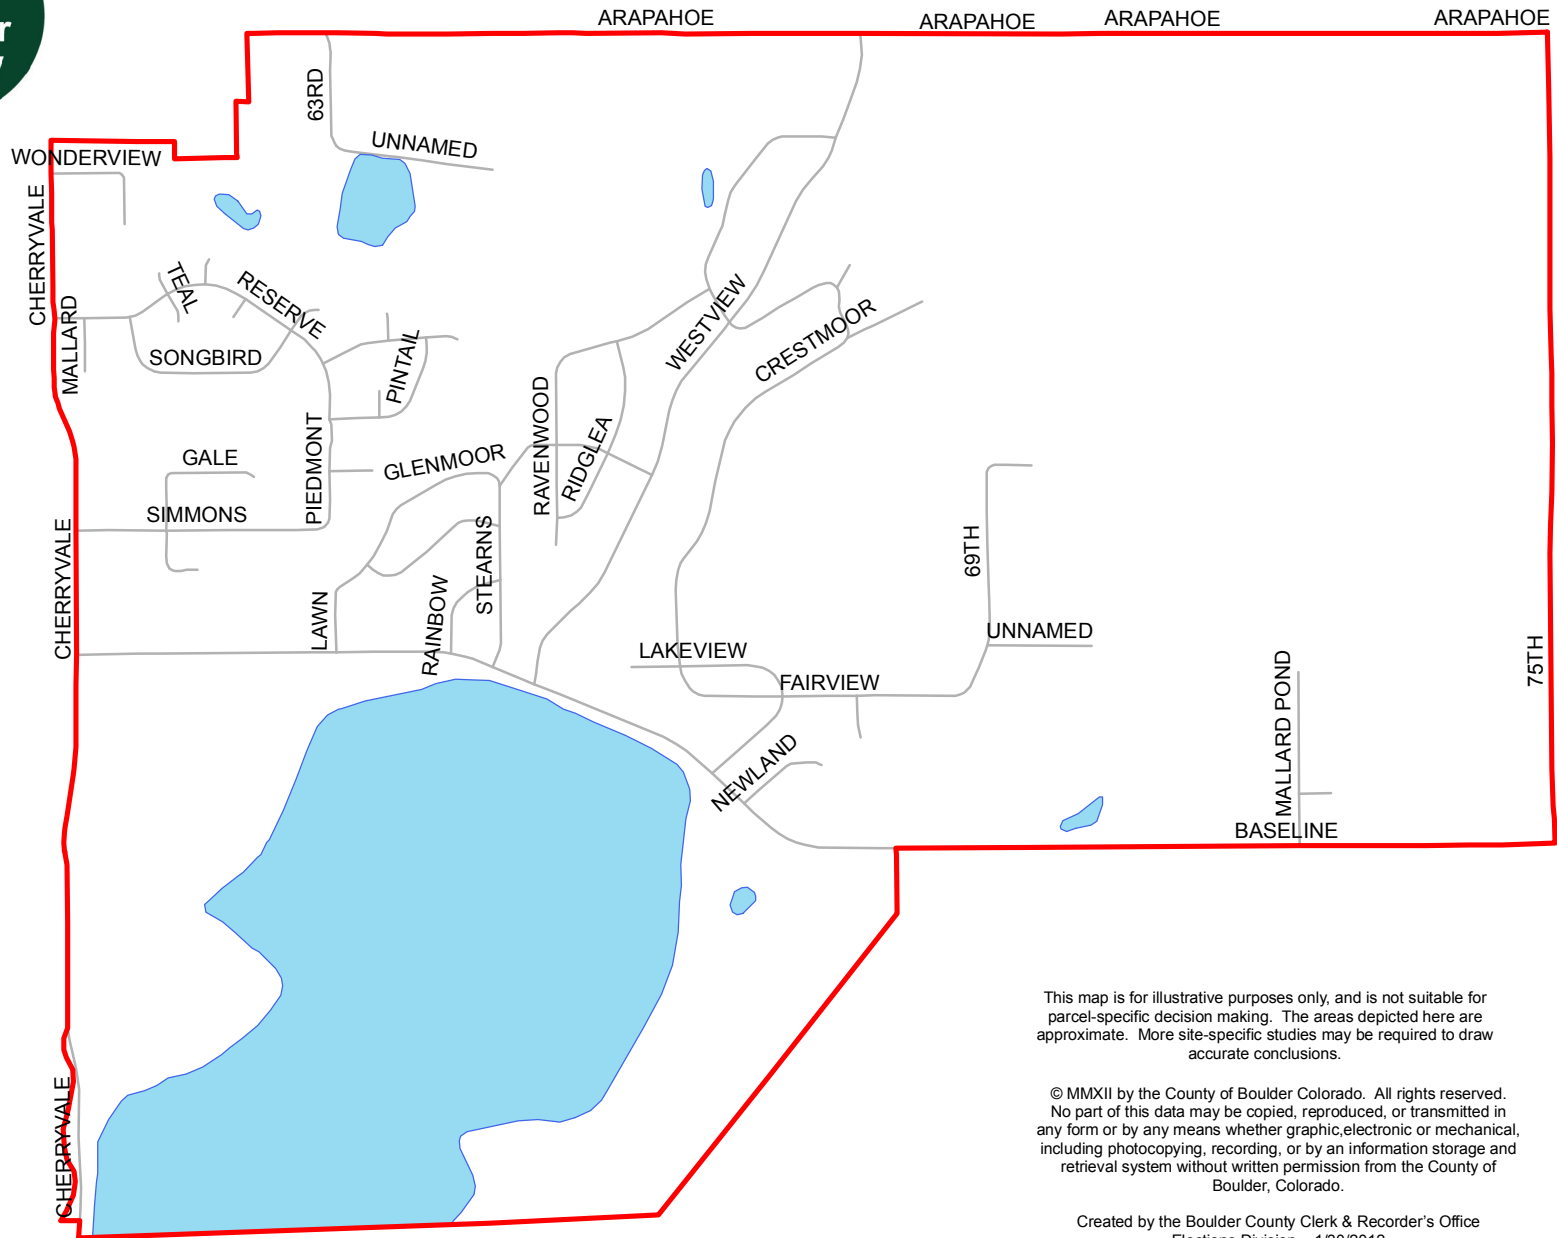 ARAPAHOE
ARAPAHOE
ARAPAHOE
ARAPAHOE
63RD
UNNAMED
WONDERVIEW
CHERRYVALE
TEAL
RESERVE
MALLARD
SONGBIRD
PINTAIL
WESTVIEW
CRESTMOOR
RAVENWOOD
RIDGLEA
PIEDMONT
GALE
GLENMOOR
SIMMONS
CHERRYVALE
STEARNS
69TH
LAWN
RAINBOW
UNNAMED
LAKEVIEW
75TH
FAIRVIEW
MALLARD POND
NEWLAND
BASELINE
This map is for illustrative purposes only, and is not suitable for
parcel-specific decision making. The areas depicted here are
approximate. More site-specific studies may be required to draw
accurate conclusions.
© MMXII by the County of Boulder Colorado. All rights reserved.
No part of this data may be copied, reproduced, or transmitted in
any form or by any means whether graphic,electronic or mechanical,
including photocopying, recording, or by an information storage and
retrieval system without written permission from the County of
Boulder, Colorado.
CHERRYVALE
Created by the Boulder County Clerk & Recorder's Office